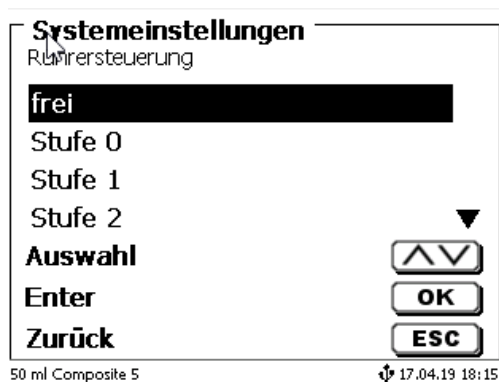 Systemeinstellungen
Rührersteuerung
frei
Stufe 0
Stufe 1
Stufe 2
Auswahl
Enter OK
Zurück ESC
50 ml Composite 5 17.04.19 18:15